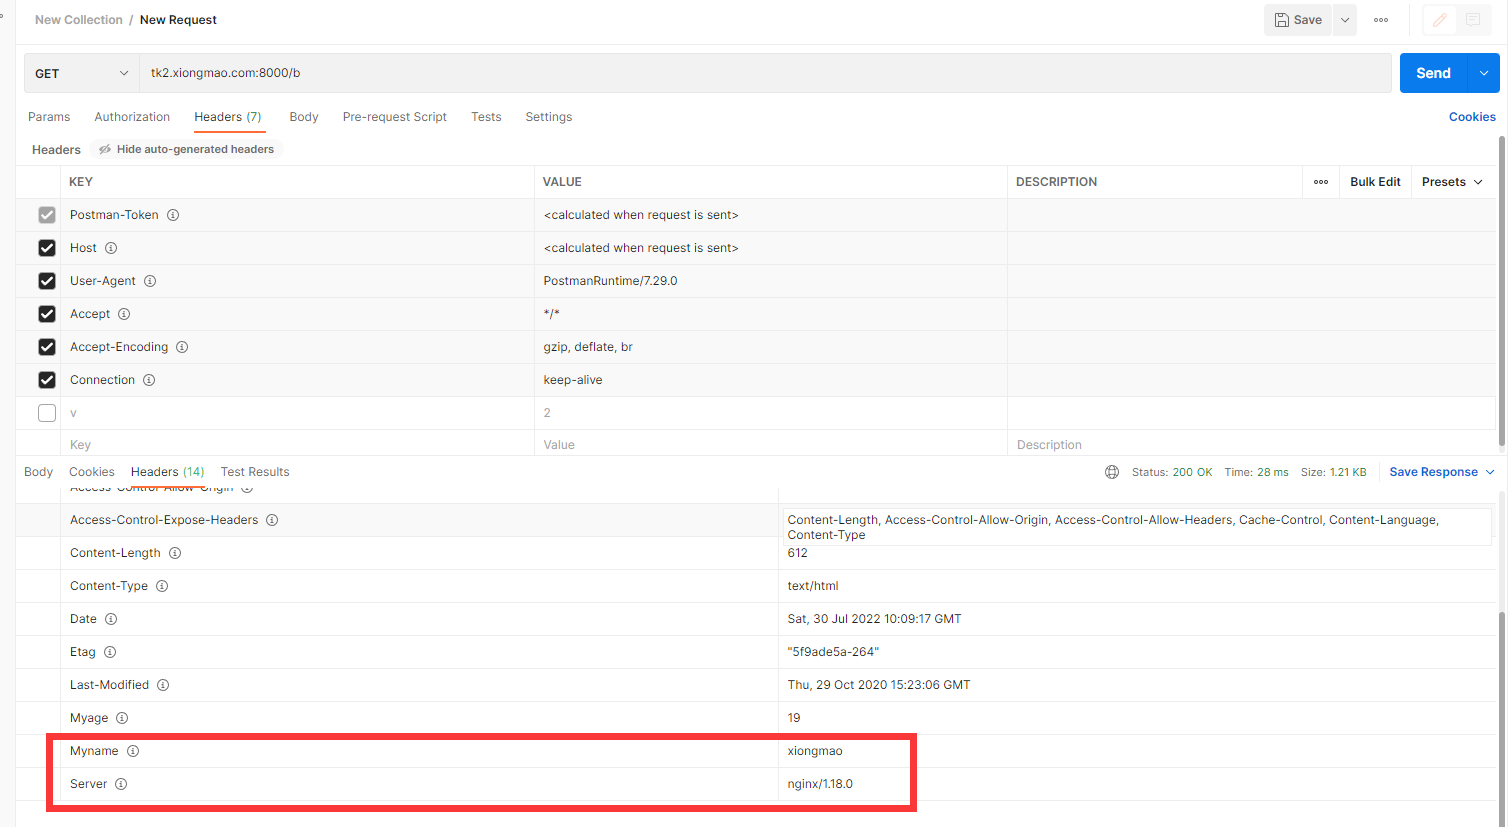 New Collection / New Request
Save
GET
tk2.xiongmao.com:8000/b
Send
Params Authorization Headers (7) Body Pre-request Script Tests Settings
Cookies
Headers Hide auto-generated headers
KEY VALUE DESCRIPTION
Bulk Edit Presets
Postman-Token <calculated when request is sent>
Host <calculated when request is sent>
User-Agent PostmanRuntime/7.29.0
Accept */*
Accept-Encoding gzip, deflate, br
Connection keep-alive
v 2
Key Value Description
Body Cookies Headers (14) Test Results
Status: 200 OK Time: 28 ms Size: 1.21 KB Save Response
Access-Control-Allow-Origin
Access-Control-Expose-Headers Content-Length, Access-Control-Allow-Origin, Access-Control-Allow-Headers, Cache-Control, Content-Language,
Content-Type
Content-Length 612
Content-Type text/html
Date Sat, 30 Jul 2022 10:09:17 GMT
Etag "5f9ade5a-264"
Last-Modified Thu, 29 Oct 2020 15:23:06 GMT
Myage 19
Myname xiongmao
Server nginx/1.18.0